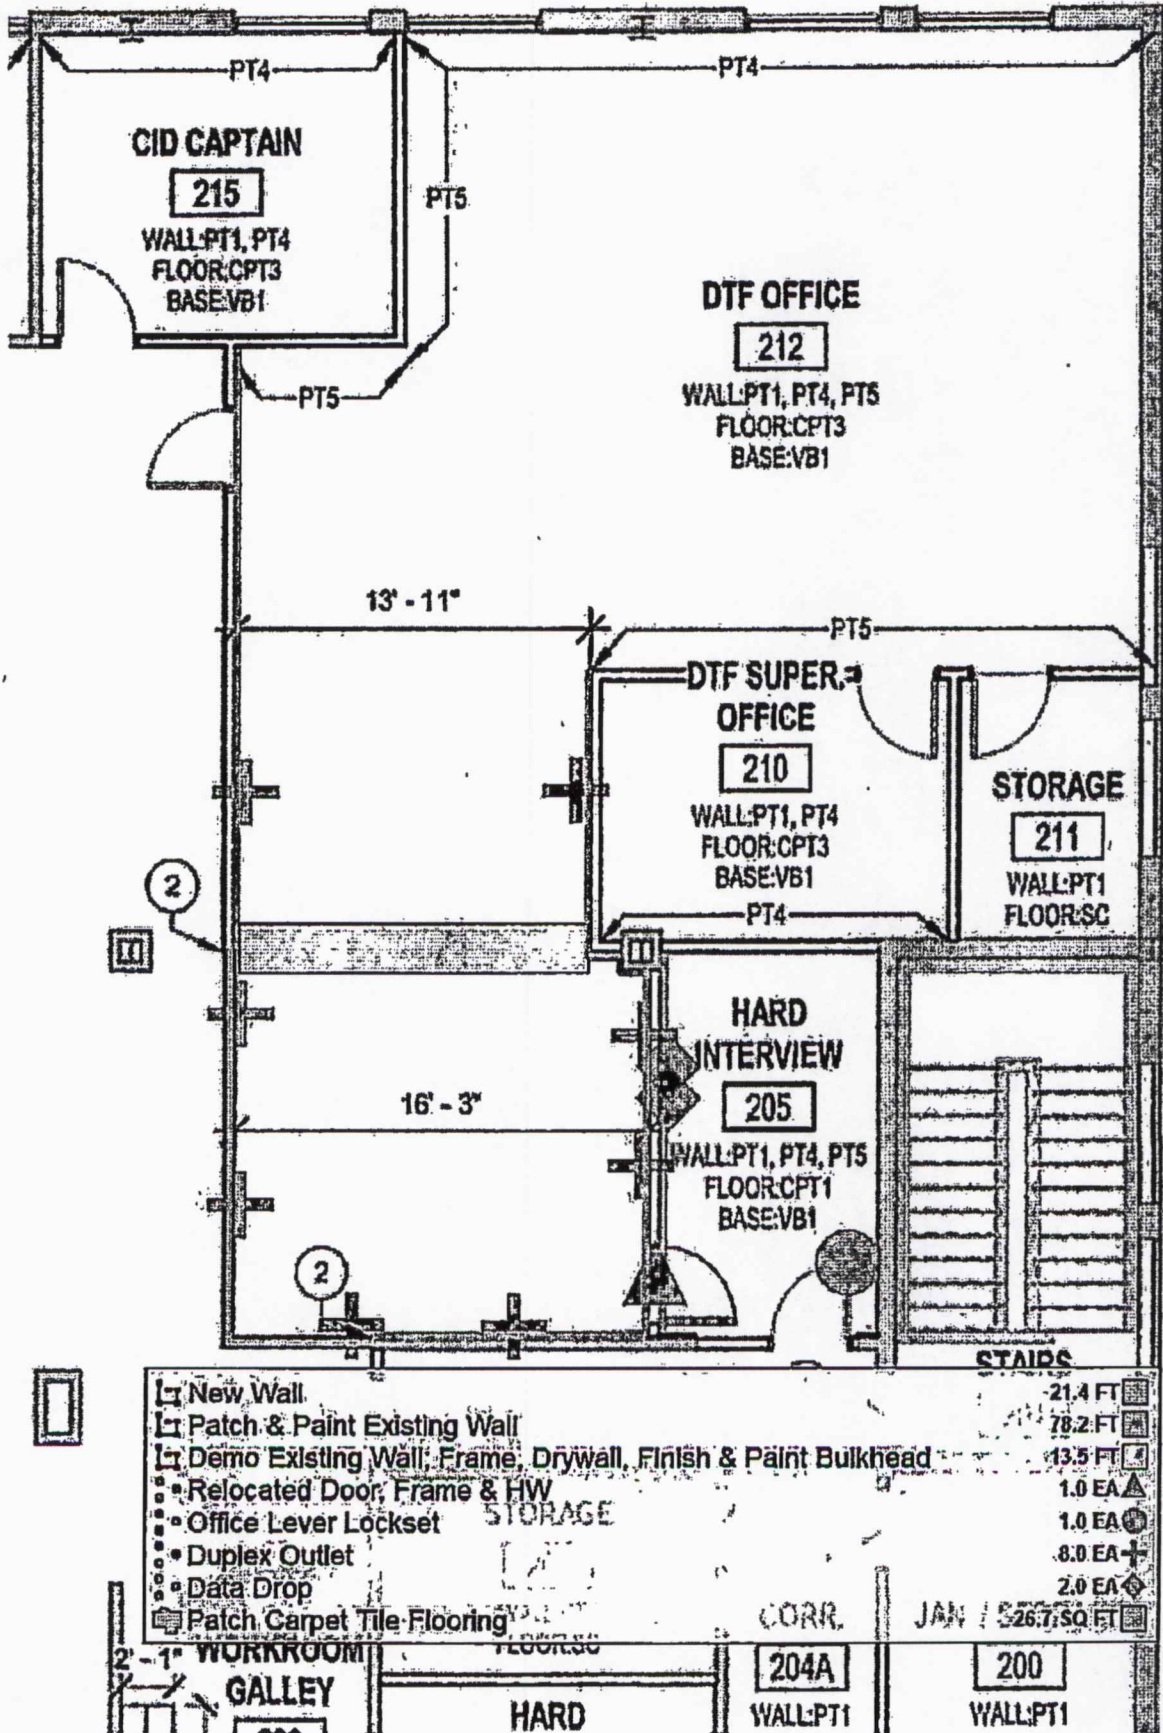 PT4
PT4
CID CAPTAIN
215
WALL:PT1, PT4
FLOOR:CPT3
BASE:VB1
PT5
DTF OFFICE
212
WALL:PT1, PT4, PT5
FLOOR:CPT3
BASE:VB1
PT5
13' - 11"
PT5
DTF SUPER.
OFFICE
210
WALL:PT1, PT4
FLOOR:CPT3
BASE:VB1
STORAGE
211
WALL:PT1
FLOOR:SC
PT4
2
HARD
INTERVIEW
205
WALL:PT1, PT4, PT5
FLOOR:CPT1
BASE:VB1
16' - 3"
2
STAIRS
New Wall 21.4 FT
Patch & Paint Existing Wall 78.2 FT
Demo Existing Wall, Frame, Drywall, Finish & Paint Bulkhead 13.5 FT
Relocated Door, Frame & HW 1.0 EA
Office Lever Lockset 1.0 EA
Duplex Outlet 8.0 EA
Data Drop 2.0 EA
Patch Carpet Tile Flooring 26.7 SQ FT
STORAGE
FLOOR:SC
CORR.
JAN /
2' - 1"
WORKROOM
GALLEY
HARD
204A
WALL:PT1
200
WALL:PT1